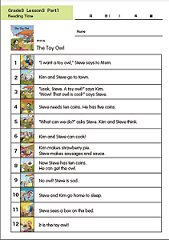 Grade3 Lesson3 Part1
Reading Time
Name
The Toy Owl
1 "I want a toy owl," Steve says to Mom.
2 Kim and Steve go to town.
3 "Look, Steve. A toy owl!" says Kim.
"Wow! That owl is cool!" says Steve.
4 Steve needs ten coins. He has five coins.
5 "What can we do?" asks Steve. Kim and Steve think.
6 Kim and Steve can cook!
7 Kim makes strawberry pie.
Steve makes sausages and sauce.
8 Now Steve has ten coins.
He can get the owl.
9 No owl! Steve is sad.
10 Steve and Kim go home to sleep.
11 Steve sees a box on the bed.
12 It is the toy owl!